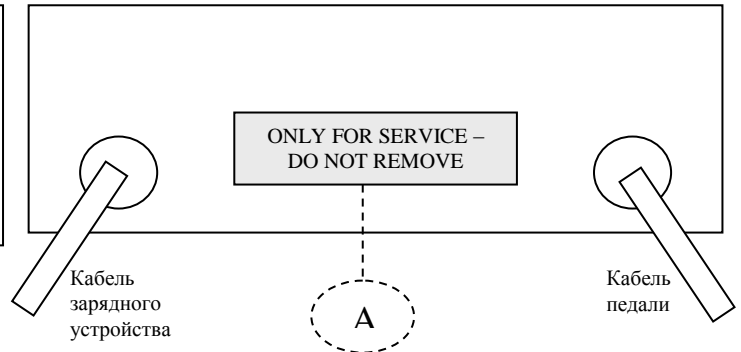 ONLY FOR SERVICE –
DO NOT REMOVE
Кабель
зарядного
устройства
A
Кабель
педали